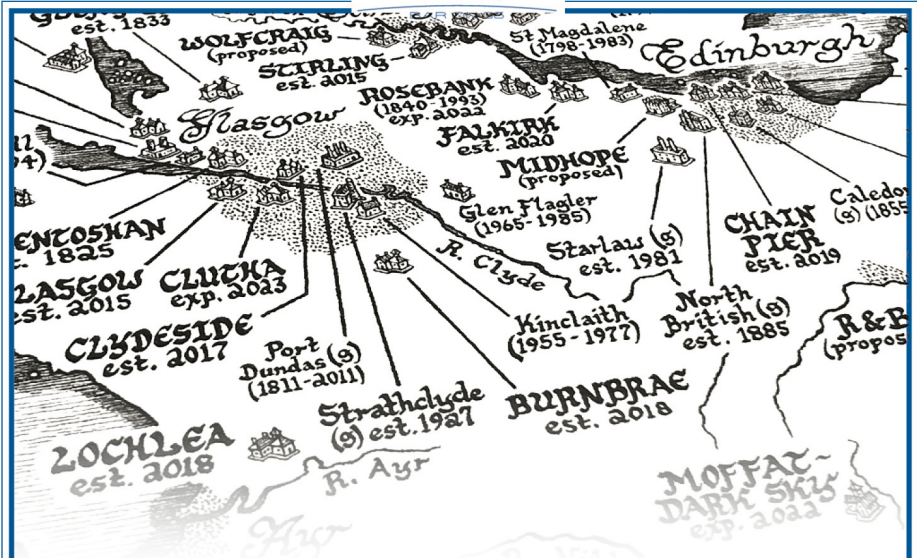 est. 1833
WOLFCRAIG
(proposed)
STIRLING
est. 2015
St Magdalene
(1798-1983)
Edinburgh
Glasgow
ROSEBANK
(1840-1993)
exp. 2022
FALKIRK
est. 2020
MIDHOPE
(proposed)
Glen Flagler
(1965-1985)
Starlaw (g)
est. 1981
CHAIN
PIER
est. 2019
Caledon
(g) (1855
ENTOSHAN
t. 1825
LASGOW
est. 2015
CLUTHA
exp. 2023
CLYDESIDE
est. 2017
R. Clyde
Port
Dundas (g)
(1811-2011)
Kinclaith
(1955-1977)
North
British (g)
est. 1885
R&B
(propos
Strathclyde
(g) est. 1927
BURNBRAE
est. 2018
LOCHLEA
est. 2018
R. Ayr
MOFFAT-
DARK SKY
exp. 2022
Ayr